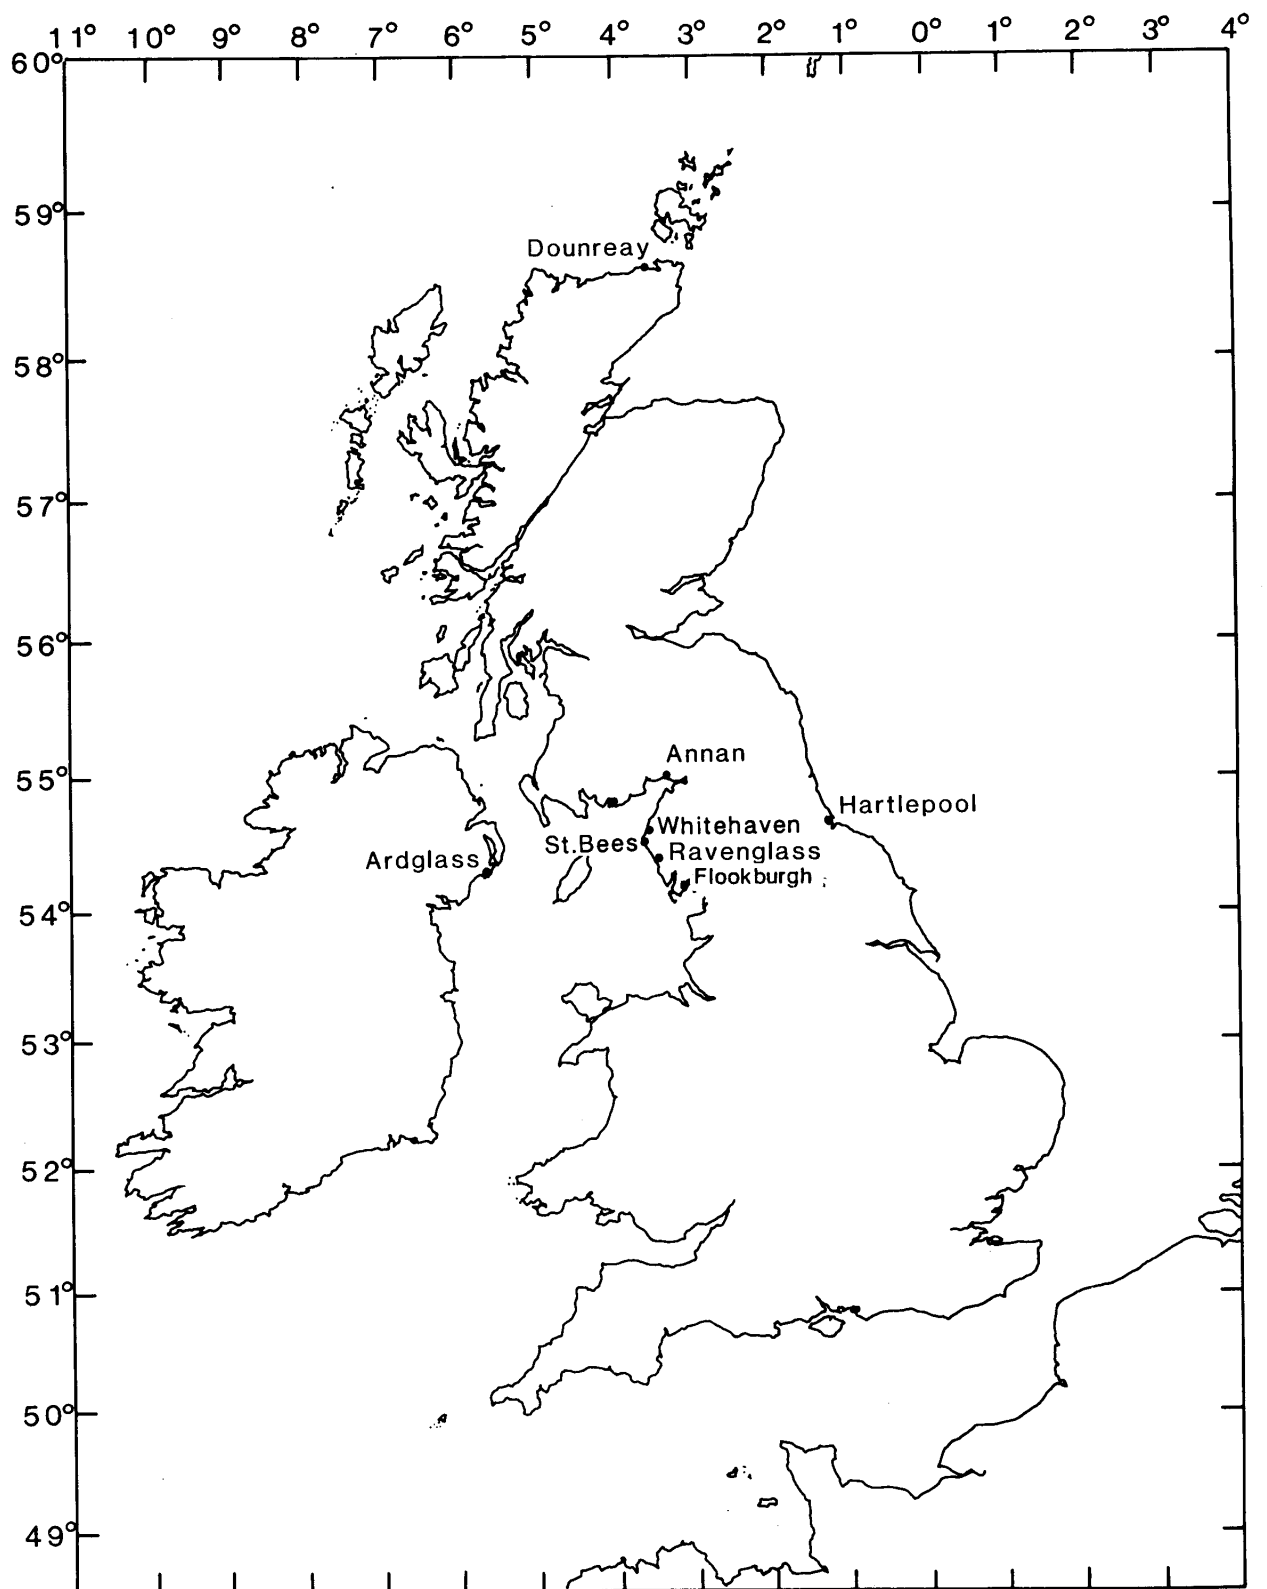 11° 10° 9° 8° 7° 6° 5° 4° 3° 2° 1° 0° 1° 2° 3° 4°
60°
59°
Dounreay
58°
57°
56°
Annan
55°
Hartlepool
Whitehaven
St.Bees
Ravenglass
Ardglass
Flookburgh
54°
53°
52°
51°
50°
49°